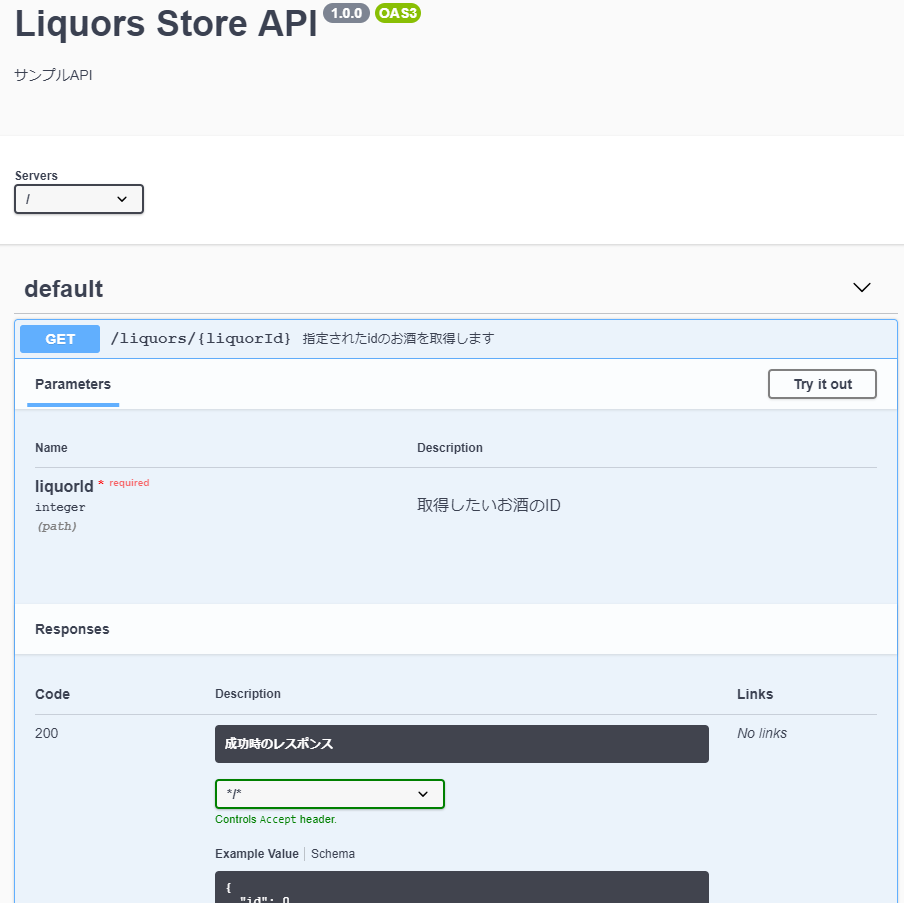 Liquors Store API 1.0.0 OAS3
サンプルAPI
Servers
/
default
GET /liquors/{liquorId} 指定されたidのお酒を取得します
Parameters Try it out
Name Description
liquorId * required
integer
(path)
取得したいお酒のID
Responses
Code Description Links
200 成功時のレスポンス No links
*/*
Controls Accept header.
Example Value Schema
{
"id": 0